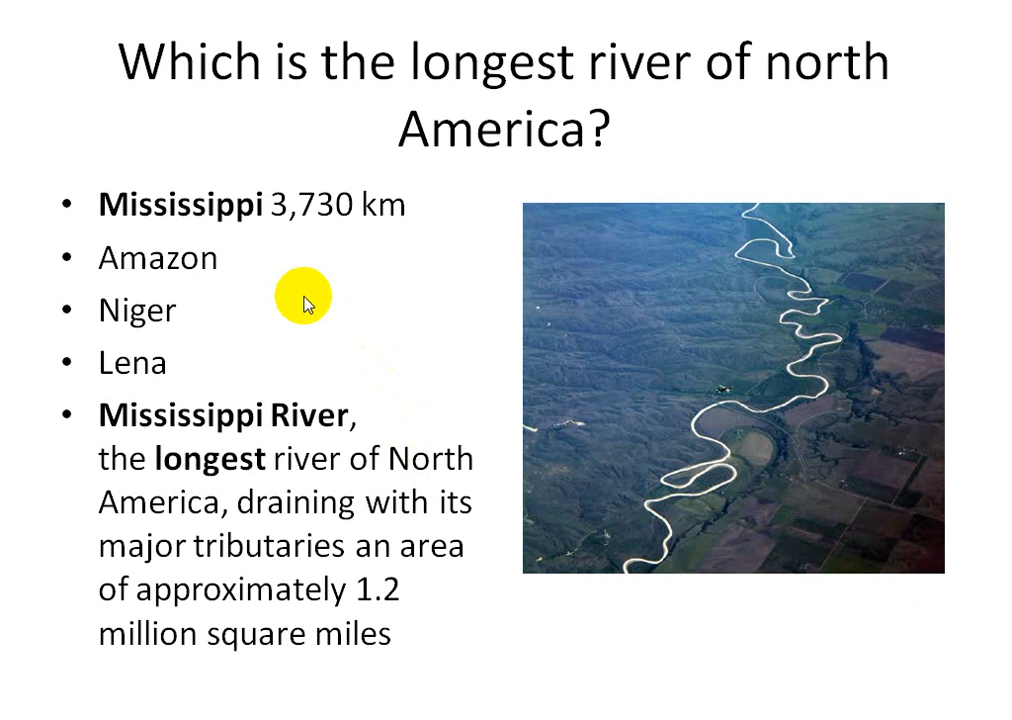 Which is the longest river of north
America?
• Mississippi 3,730 km
• Amazon
• Niger
• Lena
• Mississippi River,
the longest river of North
America, draining with its
major tributaries an area
of approximately 1.2
million square miles